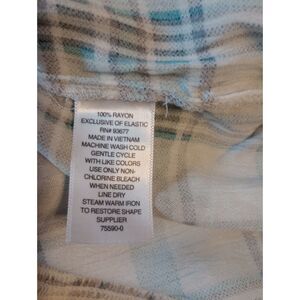 100% RAYON
EXCLUSIVE OF ELASTIC
RN# 93677
MADE IN VIETNAM
MACHINE WASH COLD
GENTLE CYCLE
WITH LIKE COLORS
USE ONLY NON-
CHLORINE BLEACH
WHEN NEEDED
LINE DRY
STEAM WARM IRON
TO RESTORE SHAPE
SUPPLIER
75590-0